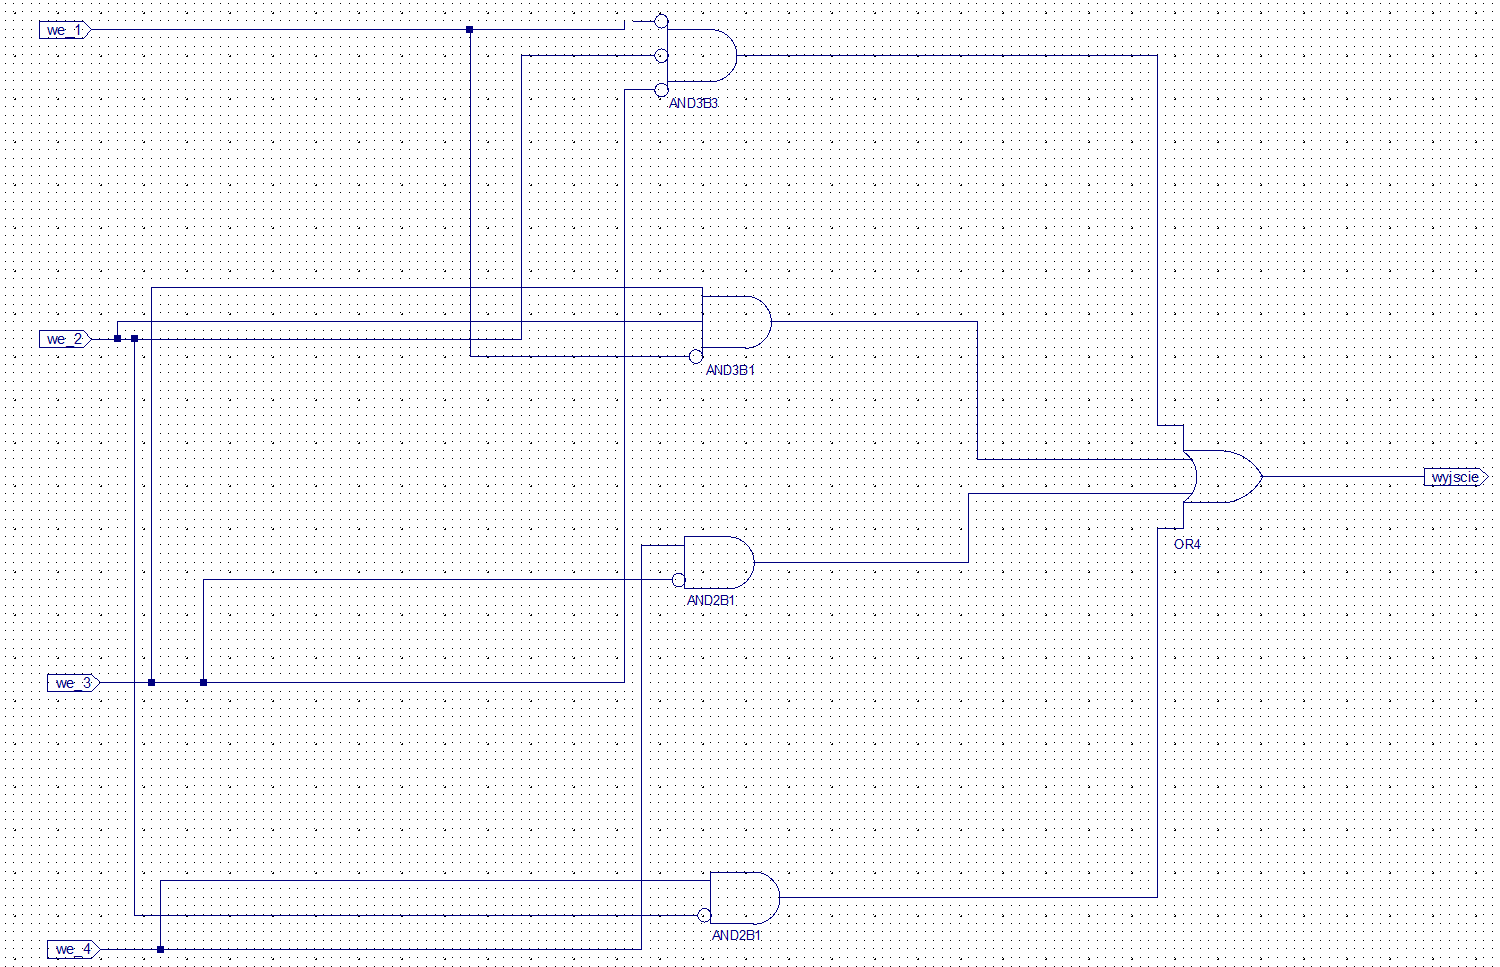 we_1
AND3B3
we_2
AND3B1
wyjscie
OR4
AND2B1
we_3
AND2B1
we_4